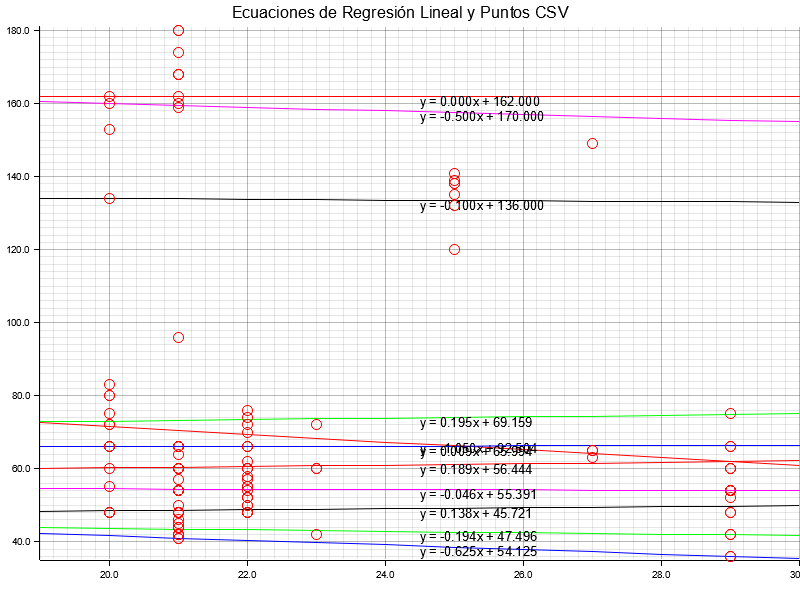 Ecuaciones de Regresión Lineal y Puntos CSV
180.0
160.0
140.0
120.0
100.0
80.0
60.0
40.0
y = 0.000x + 162.000
y = -0.500x + 170.000
y = -0.100x + 136.000
y = 0.195x + 69.159
y = 0.189x + 56.444
y = -0.046x + 55.391
y = 0.138x + 45.721
y = -0.194x + 47.496
y = -0.625x + 54.125
20.0
22.0
24.0
26.0
28.0
30